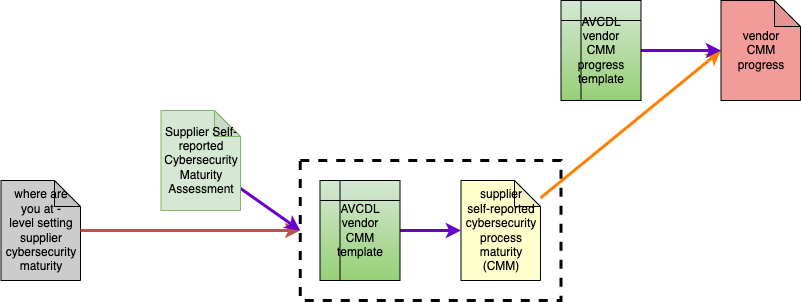 AVCDL
vendor
CMM
progress
template
vendor
CMM
progress
Supplier Self-
reported
Cybersecurity
Maturity
Assessment
where are
you at -
level setting
supplier
cybersecurity
maturity
AVCDL
vendor
CMM
template
supplier
self-reported
cybersecurity
process
maturity
(CMM)